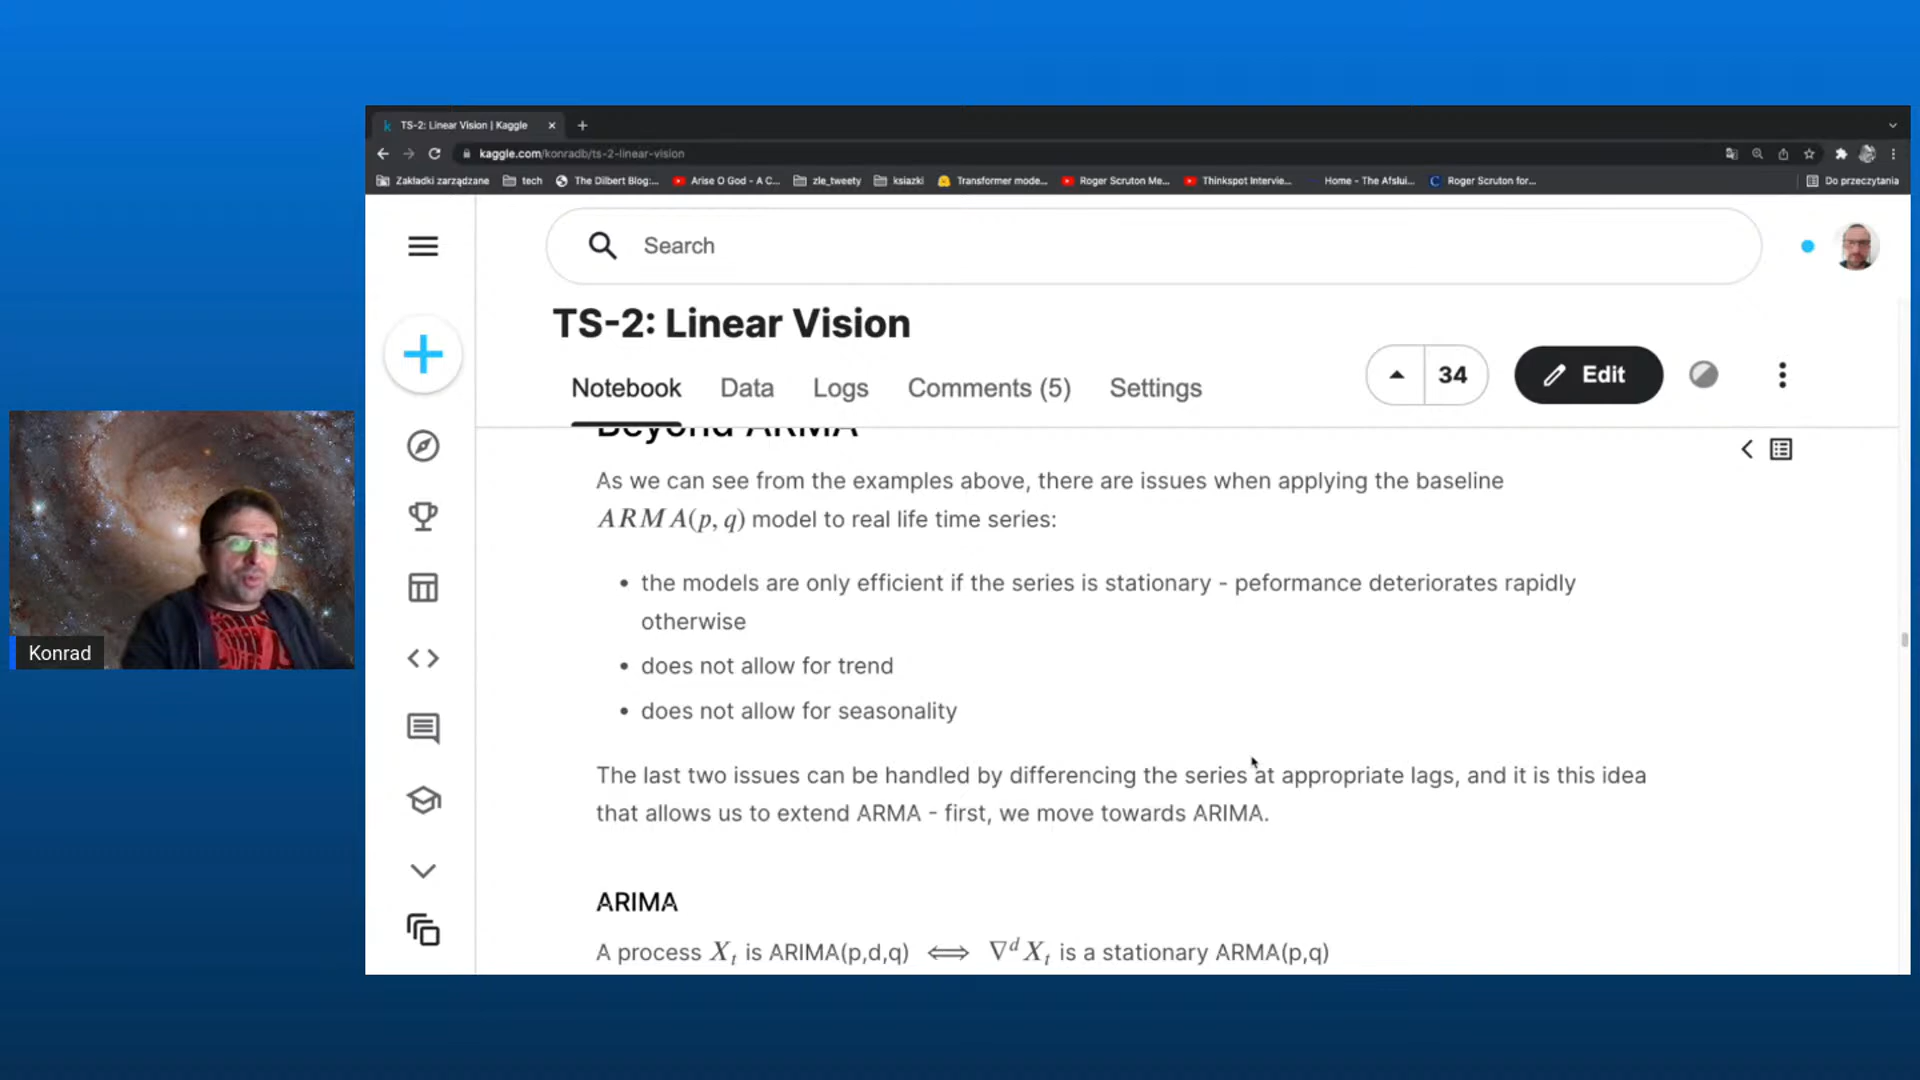 TS-2: Linear Vision | Kaggle
kaggle.com/konradb/ts-2-linear-vision
Zakładki zarządzane
tech
The Dilbert Blog:...
Arise O God - A C...
zle_tweety
ksiazki
Transformer mode...
Roger Scruton Me...
Thinkspot Intervie...
Home - The Afslui...
Roger Scruton for...
Do przeczytania
Search
TS-2: Linear Vision
Notebook
Data
Logs
Comments (5)
Settings
34
Edit
Beyond ARMA
As we can see from the examples above, there are issues when applying the baseline
ARMA(p, q) model to real life time series:
• the models are only efficient if the series is stationary - peformance deteriorates rapidly
otherwise
• does not allow for trend
• does not allow for seasonality
The last two issues can be handled by differencing the series at appropriate lags, and it is this idea
that allows us to extend ARMA - first, we move towards ARIMA.
ARIMA
A process Xₜ is ARIMA(p,d,q) ⟺ ∇ᵈXₜ is a stationary ARMA(p,q)
Konrad